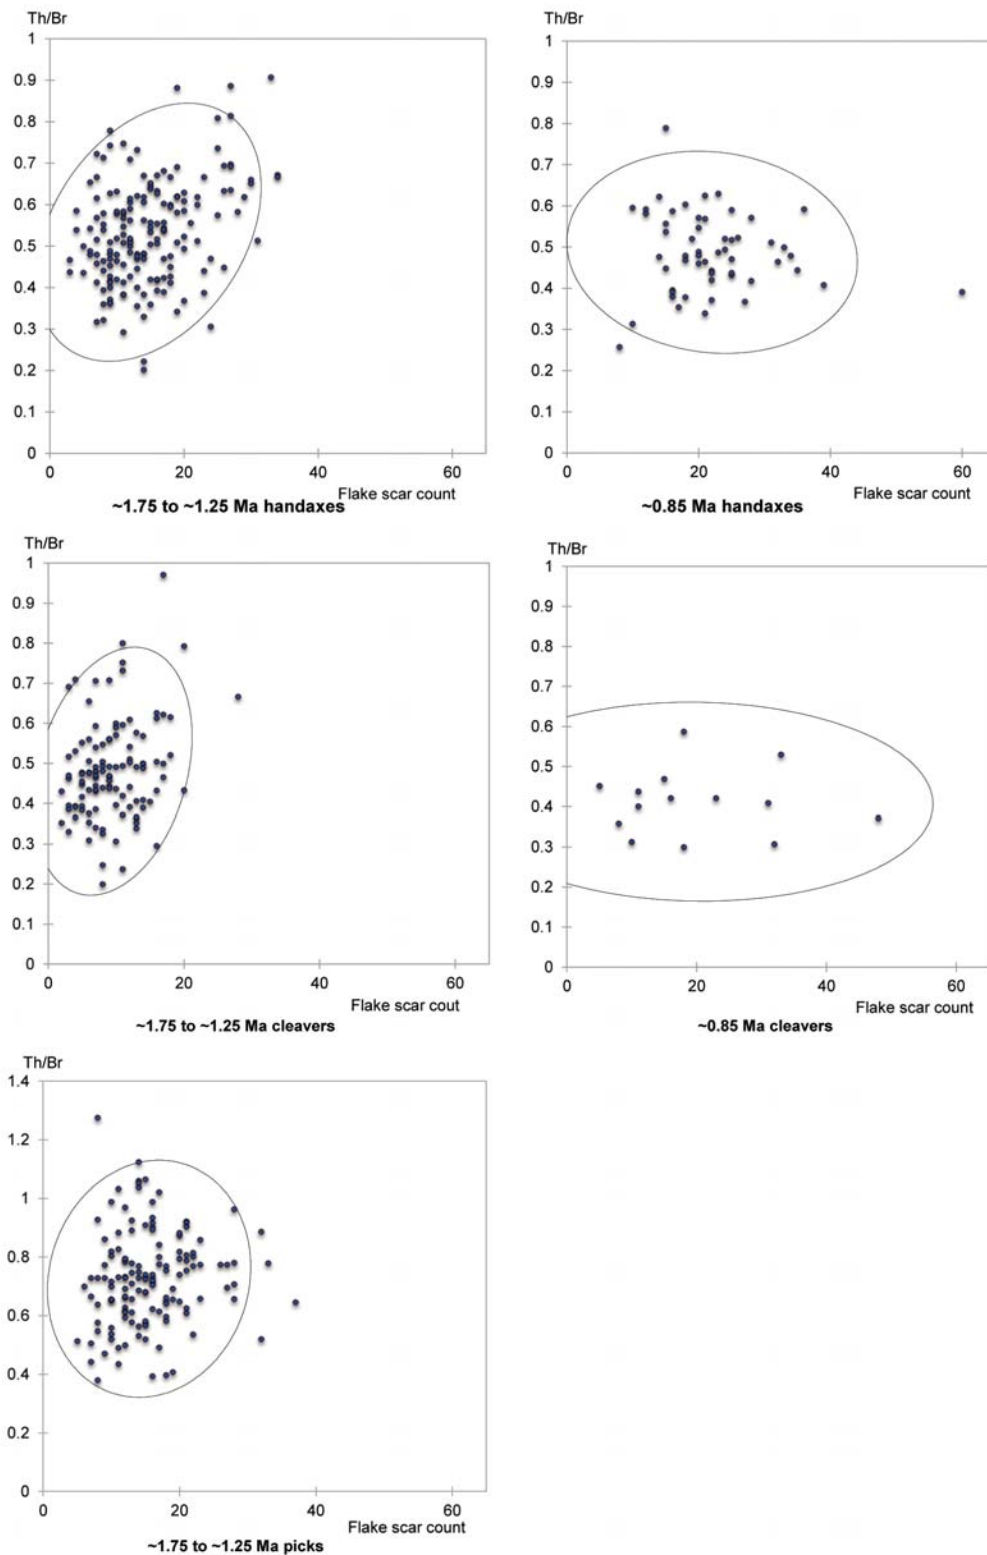 Th/Br
1
0.9
0.8
0.7
0.6
0.5
0.4
0.3
0.2
0.1
0
0 20 40 60
Flake scar count
~1.75 to ~1.25 Ma handaxes
Th/Br
1
0.9
0.8
0.7
0.6
0.5
0.4
0.3
0.2
0.1
0
0 20 40 60
Flake scar count
~0.85 Ma handaxes
Th/Br
1
0.9
0.8
0.7
0.6
0.5
0.4
0.3
0.2
0.1
0
0 20 40 60
Flake scar cout
~1.75 to ~1.25 Ma cleavers
Th/Br
1
0.9
0.8
0.7
0.6
0.5
0.4
0.3
0.2
0.1
0
0 20 40 60
Flake scar count
~0.85 Ma cleavers
Th/Br
1.4
1.2
1
0.8
0.6
0.4
0.2
0
0 20 40 60
Flake scar count
~1.75 to ~1.25 Ma picks